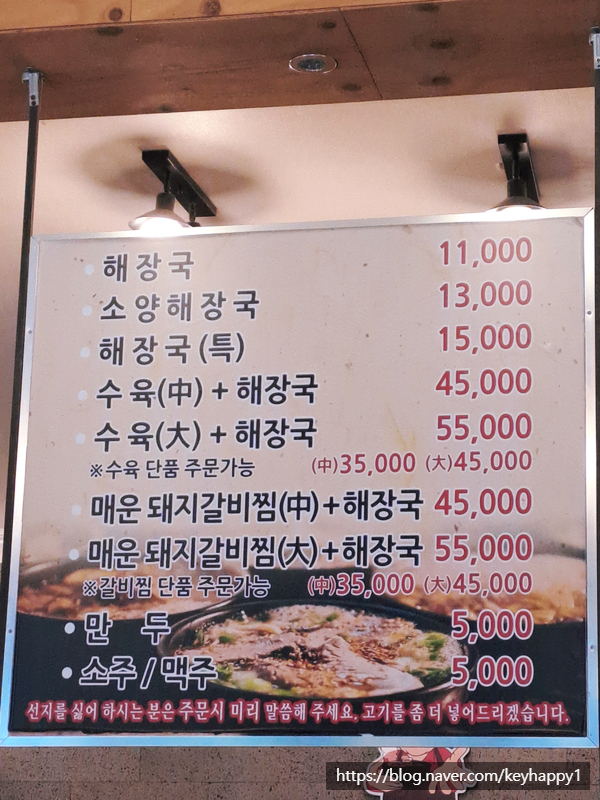 • 해장국 11,000
• 소양해장국 13,000
• 해장국(특) 15,000
• 수육(中) + 해장국 45,000
• 수육(大) + 해장국 55,000
※수육 단품 주문가능 (中)35,000 (大)45,000
• 매운 돼지갈비찜(中)+해장국 45,000
• 매운 돼지갈비찜(大)+해장국 55,000
※갈비찜 단품 주문가능 (中)35,000 (大)45,000
• 만 두 5,000
• 소주 / 맥주 5,000
선지를 싫어 하시는 분은 주문시 미리 말씀해 주세요. 고기를 좀 더 넣어드리겠습니다.
https://blog.naver.com/keyhappy1